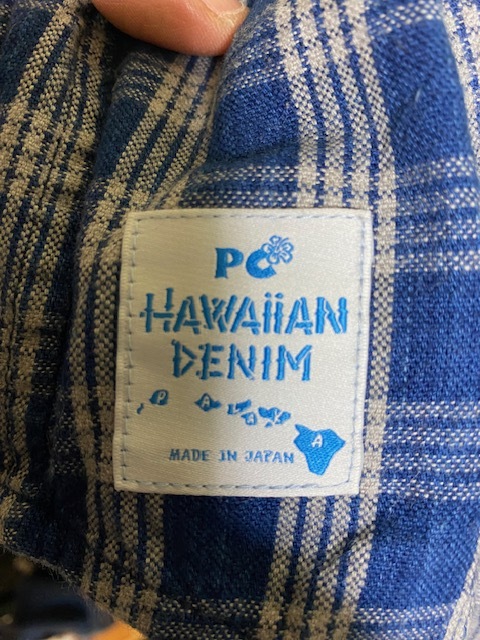 PC
HAWAiiAN
DENIM
P A L A K A
MADE IN JAPAN